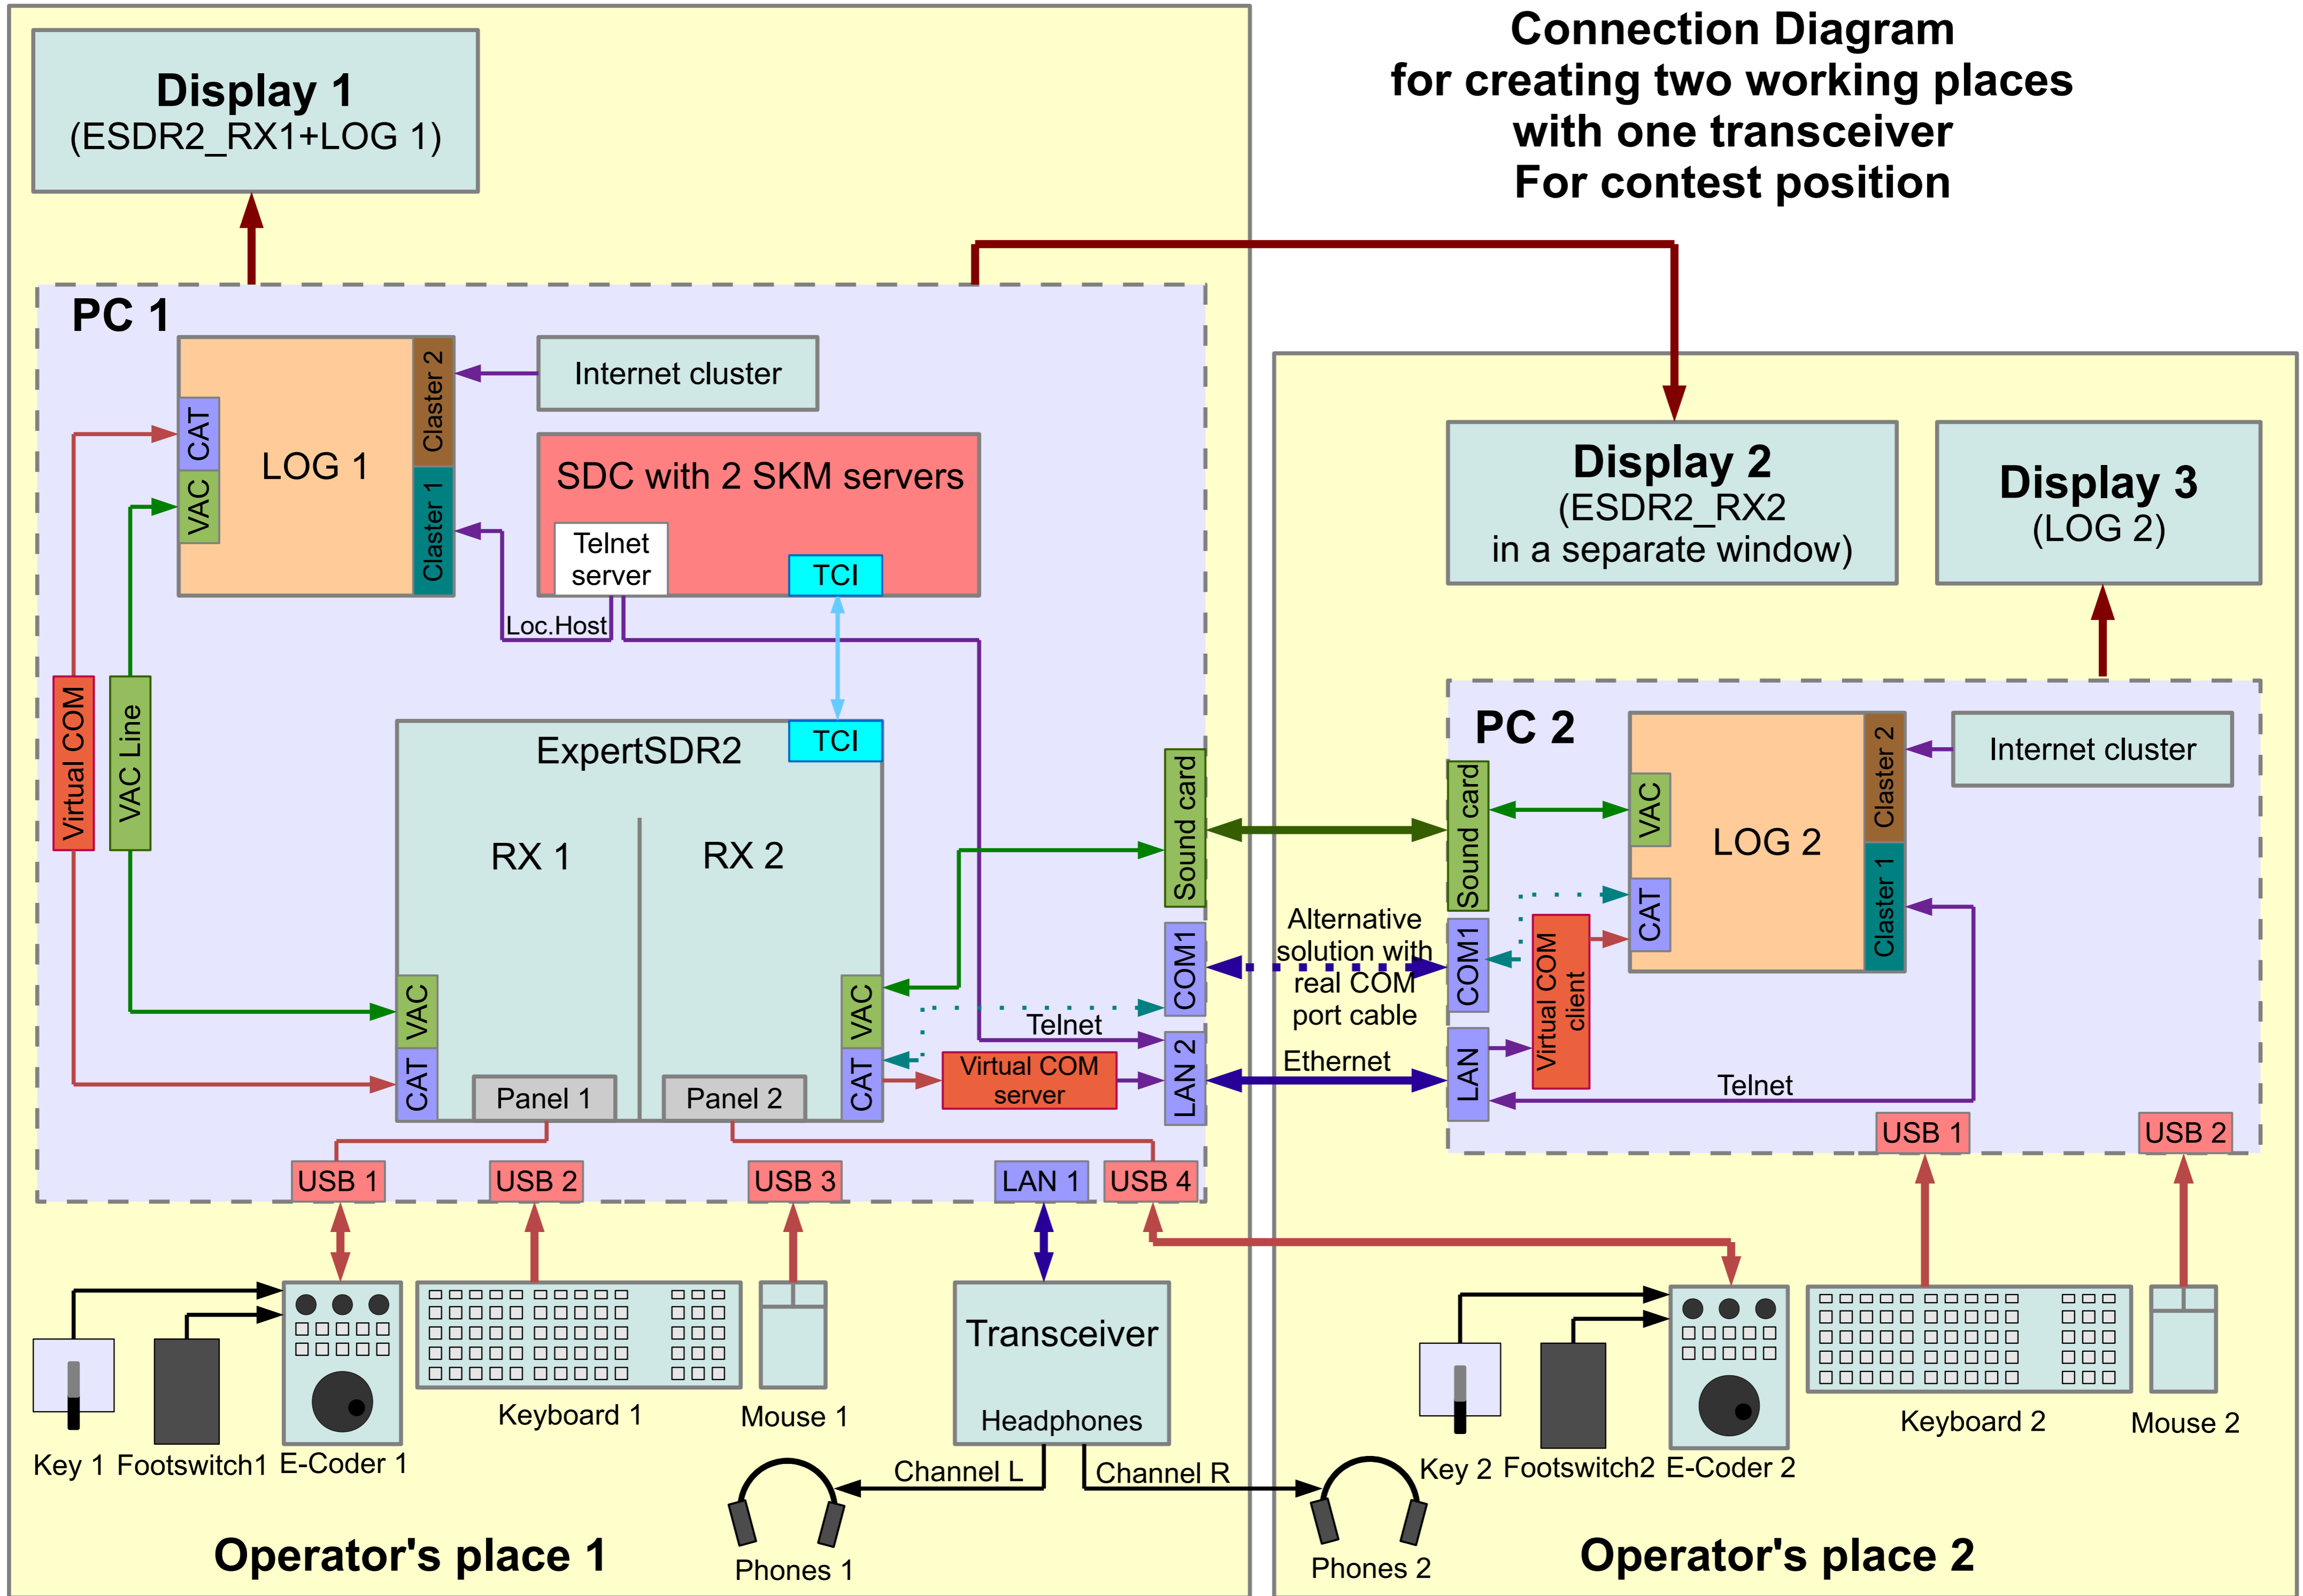 Connection Diagram
for creating two working places
with one transceiver
For contest position
Display 1
(ESDR2_RX1+LOG 1)
PC 1
CAT
VAC
LOG 1
Claster 2
Claster 1
Internet cluster
SDC with 2 SKM servers
Telnet
server
TCI
Loc.Host
Virtual COM
VAC Line
TCI
ExpertSDR2
RX 1
RX 2
VAC
CAT
Panel 1
Panel 2
VAC
CAT
Virtual COM
server
Telnet
Sound card
COM1
LAN 2
USB 1
USB 2
USB 3
LAN 1
USB 4
Key 1
Footswitch1
E-Coder 1
Keyboard 1
Mouse 1
Transceiver
Headphones
Channel L
Channel R
Phones 1
Operator's place 1
Alternative
solution with
real COM
port cable
Ethernet
Display 2
(ESDR2_RX2
in a separate window)
Display 3
(LOG 2)
PC 2
Sound card
COM1
LAN
Virtual COM
client
VAC
CAT
LOG 2
Claster 2
Claster 1
Internet cluster
Telnet
USB 1
USB 2
Key 2
Footswitch2
E-Coder 2
Keyboard 2
Mouse 2
Phones 2
Operator's place 2